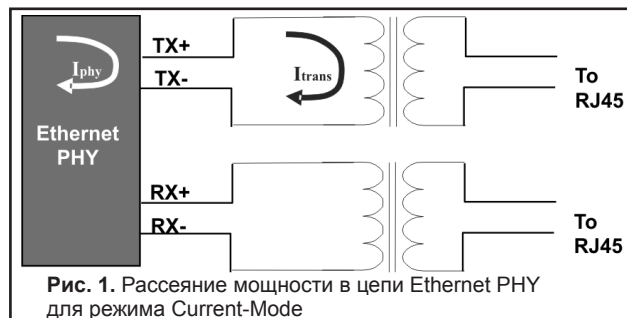 TX+
Iphy
Itrans
TX-
To
RJ45
Ethernet
PHY
RX+
RX-
To
RJ45
Рис. 1. Рассеяние мощности в цепи Ethernet PHY
для режима Current-Mode